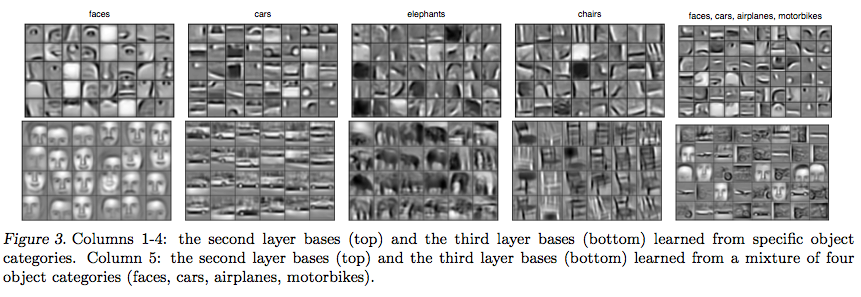 faces
cars
elephants
chairs
faces, cars, airplanes, motorbikes
Figure 3. Columns 1-4: the second layer bases (top) and the third layer bases (bottom) learned from specific object
categories. Column 5: the second layer bases (top) and the third layer bases (bottom) learned from a mixture of four
object categories (faces, cars, airplanes, motorbikes).